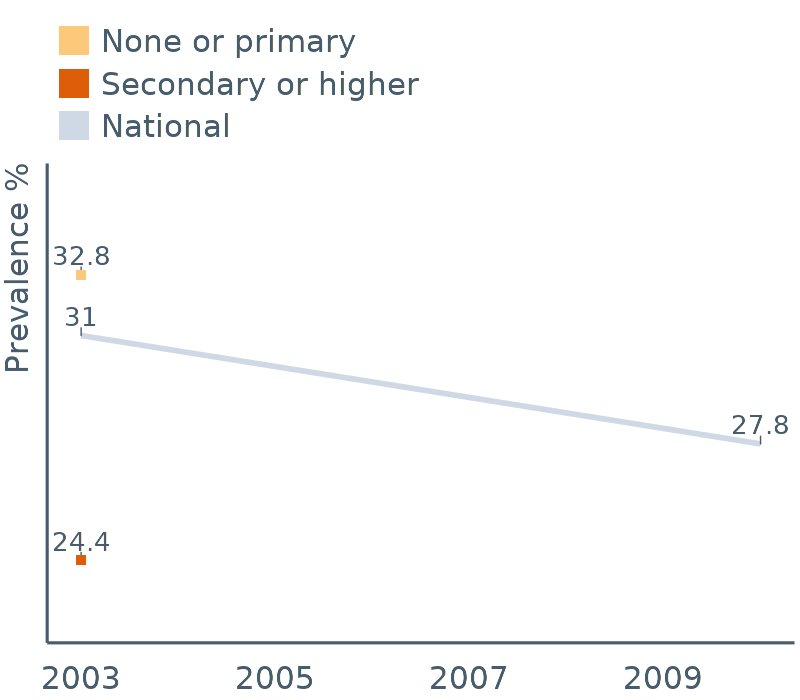 None or primary
Secondary or higher
National
Prevalence %
32.8
31
27.8
24.4
2003 2005 2007 2009